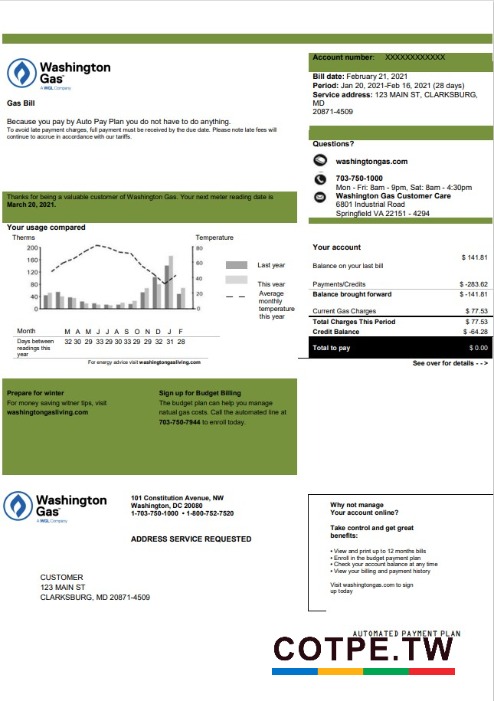 Washington
Gas
A WGL Company
Account number: XXXXXXXXXXXX
Bill date: February 21, 2021
Period: Jan 20, 2021-Feb 16, 2021 (28 days)
Service address: 123 MAIN ST, CLARKSBURG,
MD
20871-4509
Gas Bill
Because you pay by Auto Pay Plan you do not have to do anything.
To avoid late payment charges, full payment must be received by the due date. Please note late fees will
continue to accrue in accordance with our tariffs.
Questions?
washingtongas.com
703-750-1000
Mon - Fri: 8am - 9pm, Sat: 8am - 4:30pm
Washington Gas Customer Care
6801 Industrial Road
Springfield VA 22151 - 4294
Thanks for being a valuable customer of Washington Gas. Your next meter reading date is
March 20, 2021.
Your usage compared
Therms
Temperature
200
160
120
80
40
0
80
60
40
20
0
Last year
This year
Average
monthly
temperature
this year
Month M A M J J A S O N D J F
Days between
readings this
year
32 30 29 33 29 30 33 29 29 32 31 28
For energy advice visit washingtongasliving.com
Your account
Balance on your last bill $ 141.81
Payments/Credits $ -283.62
Balance brought forward $ -141.81
Current Gas Charges $ 77.53
Total Charges This Period $ 77.53
Credit Balance $ -64.28
Total to pay $ 0.00
See over for details - - >
Prepare for winter
For money saving witner tips, visit
washingtongasliving.com
Sign up for Budget Billing
The budget plan can help you manage
natual gas costs. Call the automated line at
703-750-7944 to enroll today.
Washington
Gas
A WGL Company
101 Constitution Avenue, NW
Washington, DC 20080
1-703-750-1000 • 1-800-752-7520
ADDRESS SERVICE REQUESTED
Why not manage
Your account online?
Take control and get great
benefits:
• View and print up to 12 months bills
• Enroll in the budget payment plan
• Check your account balance at any time
• View your billing and payment history
Visit washingtongas.com to sign
up today
CUSTOMER
123 MAIN ST
CLARKSBURG, MD 20871-4509
AUTOMATED PAYMENT PLAN
COTPE.TW